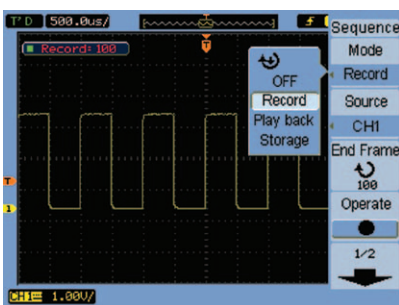 T'D 500.0us/ T f
Sequence
Record: 100
Mode
Record
OFF
Record
Play back
Storage
Source
CH1
End Frame
100
Operate
1/2
T
1
CH1 1.00V/